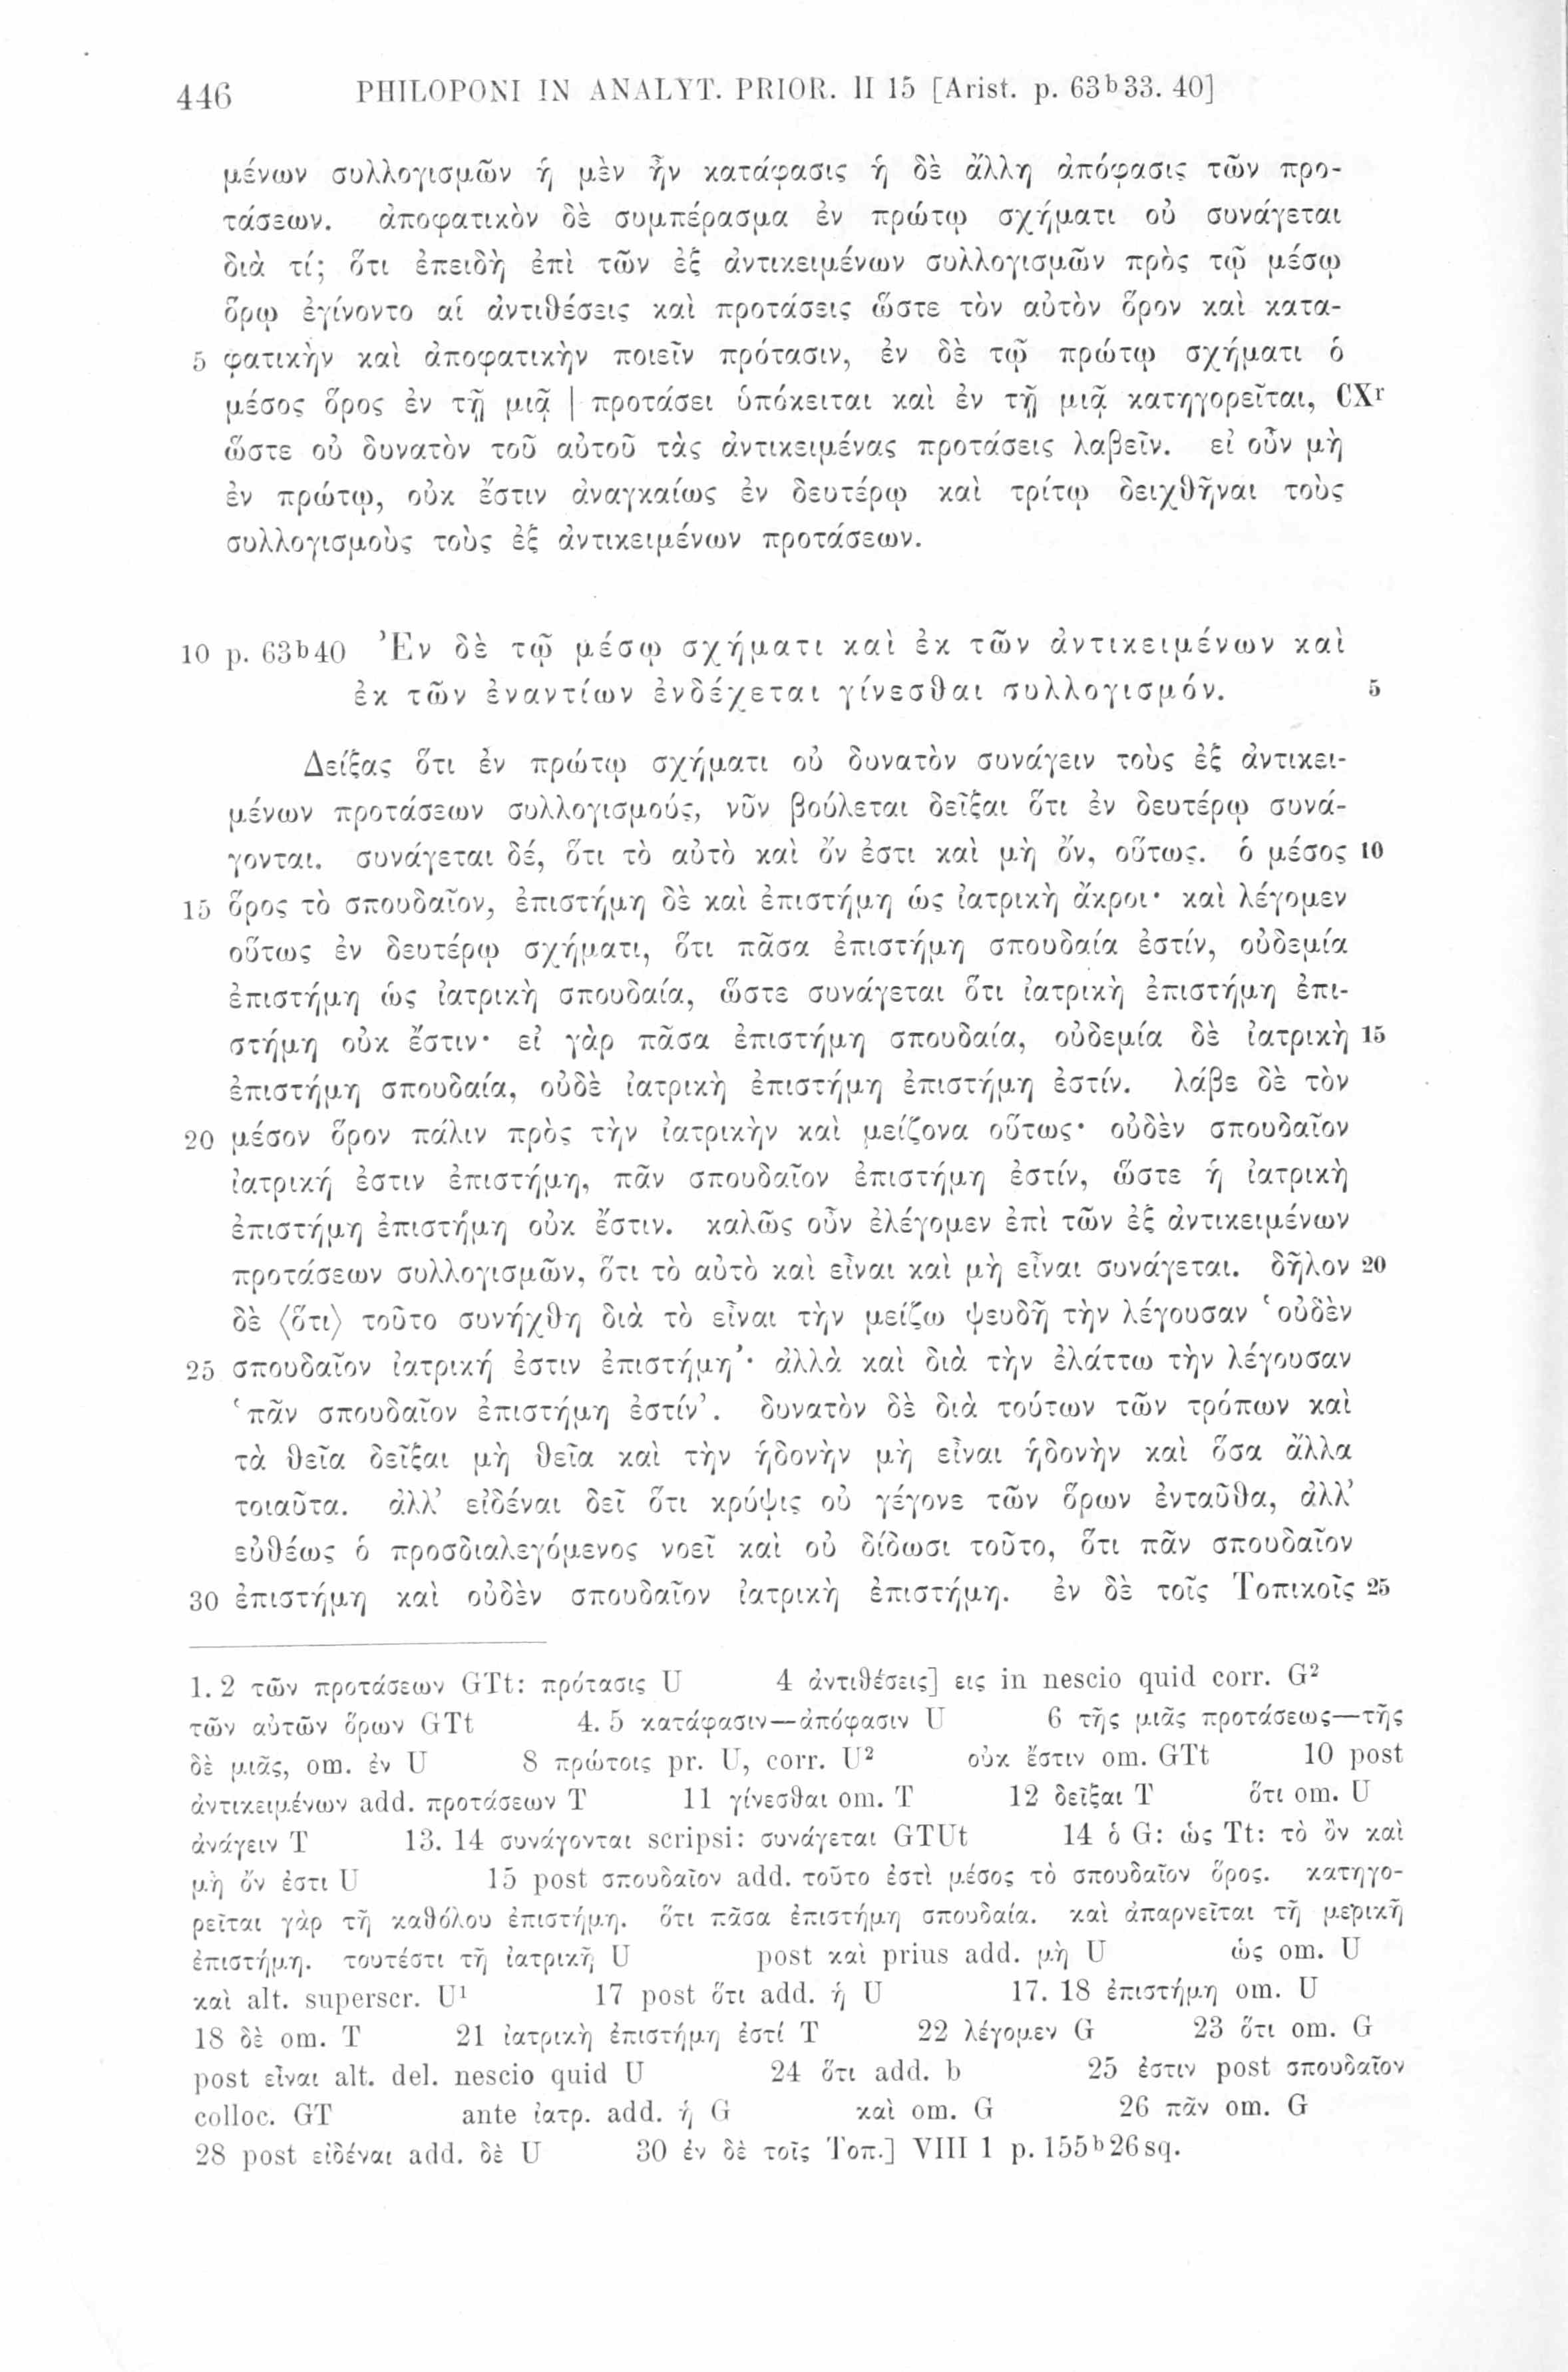 446 PHILOPONI IN ANALYT. PRIOR. II 15 [Arist. p. 63ᵇ33. 40]
μένων συλλογισμῶν ἡ μὲν ἦν κατάφασις ἡ δὲ ἄλλη ἀπόφασις τῶν προ-
τάσεων. ἀποφατικὸν δὲ συμπέρασμα ἐν πρώτῳ σχήματι οὐ συνάγεται
διὰ τί; ὅτι ἐπειδὴ ἐπὶ τῶν ἐξ ἀντικειμένων συλλογισμῶν πρὸς τῷ μέσῳ
ὅρῳ ἐγίνοντο αἱ ἀντιθέσεις καὶ προτάσεις ὥστε τὸν αὐτὸν ὅρον καὶ κατα-
5 φατικὴν καὶ ἀποφατικὴν ποιεῖν πρότασιν, ἐν δὲ τῷ πρώτῳ σχήματι ὁ
μέσος ὅρος ἐν τῇ μιᾷ | προτάσει ὑπόκειται καὶ ἐν τῇ μιᾷ κατηγορεῖται, CXʳ
ὥστε οὐ δυνατὸν τοῦ αὐτοῦ τὰς ἀντικειμένας προτάσεις λαβεῖν. εἰ οὖν μὴ
ἐν πρώτῳ, οὐκ ἔστιν ἀναγκαίως ἐν δευτέρῳ καὶ τρίτῳ δειχθῆναι τοὺς
συλλογισμοὺς τοὺς ἐξ ἀντικειμένων προτάσεων.
10 p. 63ᵇ40 Ἐν δὲ τῷ μέσῳ σχήματι καὶ ἐκ τῶν ἀντικειμένων καὶ
ἐκ τῶν ἐναντίων ἐνδέχεται γίνεσθαι συλλογισμόν. 5
Δείξας ὅτι ἐν πρώτῳ σχήματι οὐ δυνατὸν συνάγειν τοὺς ἐξ ἀντικει-
μένων προτάσεων συλλογισμούς, νῦν βούλεται δεῖξαι ὅτι ἐν δευτέρῳ συνά-
γονται. συνάγεται δέ, ὅτι τὸ αὐτὸ καὶ ὄν ἐστι καὶ μὴ ὄν, οὕτως. ὁ μέσος 10
15 ὅρος τὸ σπουδαῖον, ἐπιστήμη δὲ καὶ ἐπιστήμη ὡς ἰατρικὴ ἄκροι· καὶ λέγομεν
οὕτως ἐν δευτέρῳ σχήματι, ὅτι πᾶσα ἐπιστήμη σπουδαία ἐστίν, οὐδεμία
ἐπιστήμη ὡς ἰατρικὴ σπουδαία, ὥστε συνάγεται ὅτι ἰατρικὴ ἐπιστήμη ἐπι-
στήμη οὐκ ἔστιν· εἰ γὰρ πᾶσα ἐπιστήμη σπουδαία, οὐδεμία δὲ ἰατρικὴ 15
ἐπιστήμη σπουδαία, οὐδὲ ἰατρικὴ ἐπιστήμη ἐπιστήμη ἐστίν. λάβε δὲ τὸν
20 μέσον ὅρον πάλιν πρὸς τὴν ἰατρικὴν καὶ μείζονα οὕτως· οὐδὲν σπουδαῖον
ἰατρική ἐστιν ἐπιστήμη, πᾶν σπουδαῖον ἐπιστήμη ἐστίν, ὥστε ἡ ἰατρικὴ
ἐπιστήμη ἐπιστήμη οὐκ ἔστιν. καλῶς οὖν ἐλέγομεν ἐπὶ τῶν ἐξ ἀντικειμένων
προτάσεων συλλογισμῶν, ὅτι τὸ αὐτὸ καὶ εἶναι καὶ μὴ εἶναι συνάγεται. δῆλον 20
δὲ ⟨ὅτι⟩ τοῦτο συνήχθη διὰ τὸ εἶναι τὴν μείζω ψευδῆ τὴν λέγουσαν ‘οὐδὲν
25 σπουδαῖον ἰατρική ἐστιν ἐπιστήμη’· ἀλλὰ καὶ διὰ τὴν ἐλάττω τὴν λέγουσαν
‘πᾶν σπουδαῖον ἐπιστήμη ἐστίν’. δυνατὸν δὲ διὰ τούτων τῶν τρόπων καὶ
τὰ θεῖα δεῖξαι μὴ θεῖα καὶ τὴν ἡδονὴν μὴ εἶναι ἡδονὴν καὶ ὅσα ἄλλα
τοιαῦτα. ἀλλ’ εἰδέναι δεῖ ὅτι κρύψις οὐ γέγονε τῶν ὅρων ἐνταῦθα, ἀλλ’
εὐθέως ὁ προσδιαλεγόμενος νοεῖ καὶ οὐ δίδωσι τοῦτο, ὅτι πᾶν σπουδαῖον
30 ἐπιστήμη καὶ οὐδὲν σπουδαῖον ἰατρικὴ ἐπιστήμη. ἐν δὲ τοῖς Τοπικοῖς 25
1. 2 τῶν προτάσεων GTt: πρότασις U 4 ἀντιθέσεις] εις in nescio quid corr. G²
τῶν αὐτῶν ὅρων GTt 4. 5 κατάφασιν—ἀπόφασιν U 6 τῆς μιᾶς προτάσεως—τῆς
δὲ μιᾶς, om. ἐν U 8 πρώτοις pr. U, corr. U² οὐκ ἔστιν om. GTt 10 post
ἀντικειμένων add. προτάσεων T 11 γίνεσθαι om. T 12 δεῖξαι T ὅτι om. U
ἀνάγειν T 13. 14 συνάγονται scripsi: συνάγεται GTUt 14 ὁ G: ὡς Tt: τὸ ὂν καὶ
μὴ ὄν ἐστι U 15 post σπουδαῖον add. τοῦτο ἐστὶ μέσος τὸ σπουδαῖον ὅρος. κατηγο-
ρεῖται γὰρ τῇ καθόλου ἐπιστήμῃ. ὅτι πᾶσα ἐπιστήμη σπουδαία. καὶ ἀπαρνεῖται τῇ μερικῇ
ἐπιστήμῃ. τουτέστι τῇ ἰατρικῇ U post καὶ prius add. μὴ U ὡς om. U
καὶ alt. superscr. U¹ 17 post ὅτι add. ἡ U 17. 18 ἐπιστήμη om. U
18 δὲ om. T 21 ἰατρικὴ ἐπιστήμη ἐστί T 22 λέγομεν G 23 ὅτι om. G
post εἶναι alt. del. nescio quid U 24 ὅτι add. b 25 ἐστιν post σπουδαῖον
colloc. GT ante ἰατρ. add. ἡ G καὶ om. G 26 πᾶν om. G
28 post εἰδέναι add. δὲ U 30 ἐν δὲ τοῖς Τοπ.] VIII 1 p. 155ᵇ26sq.